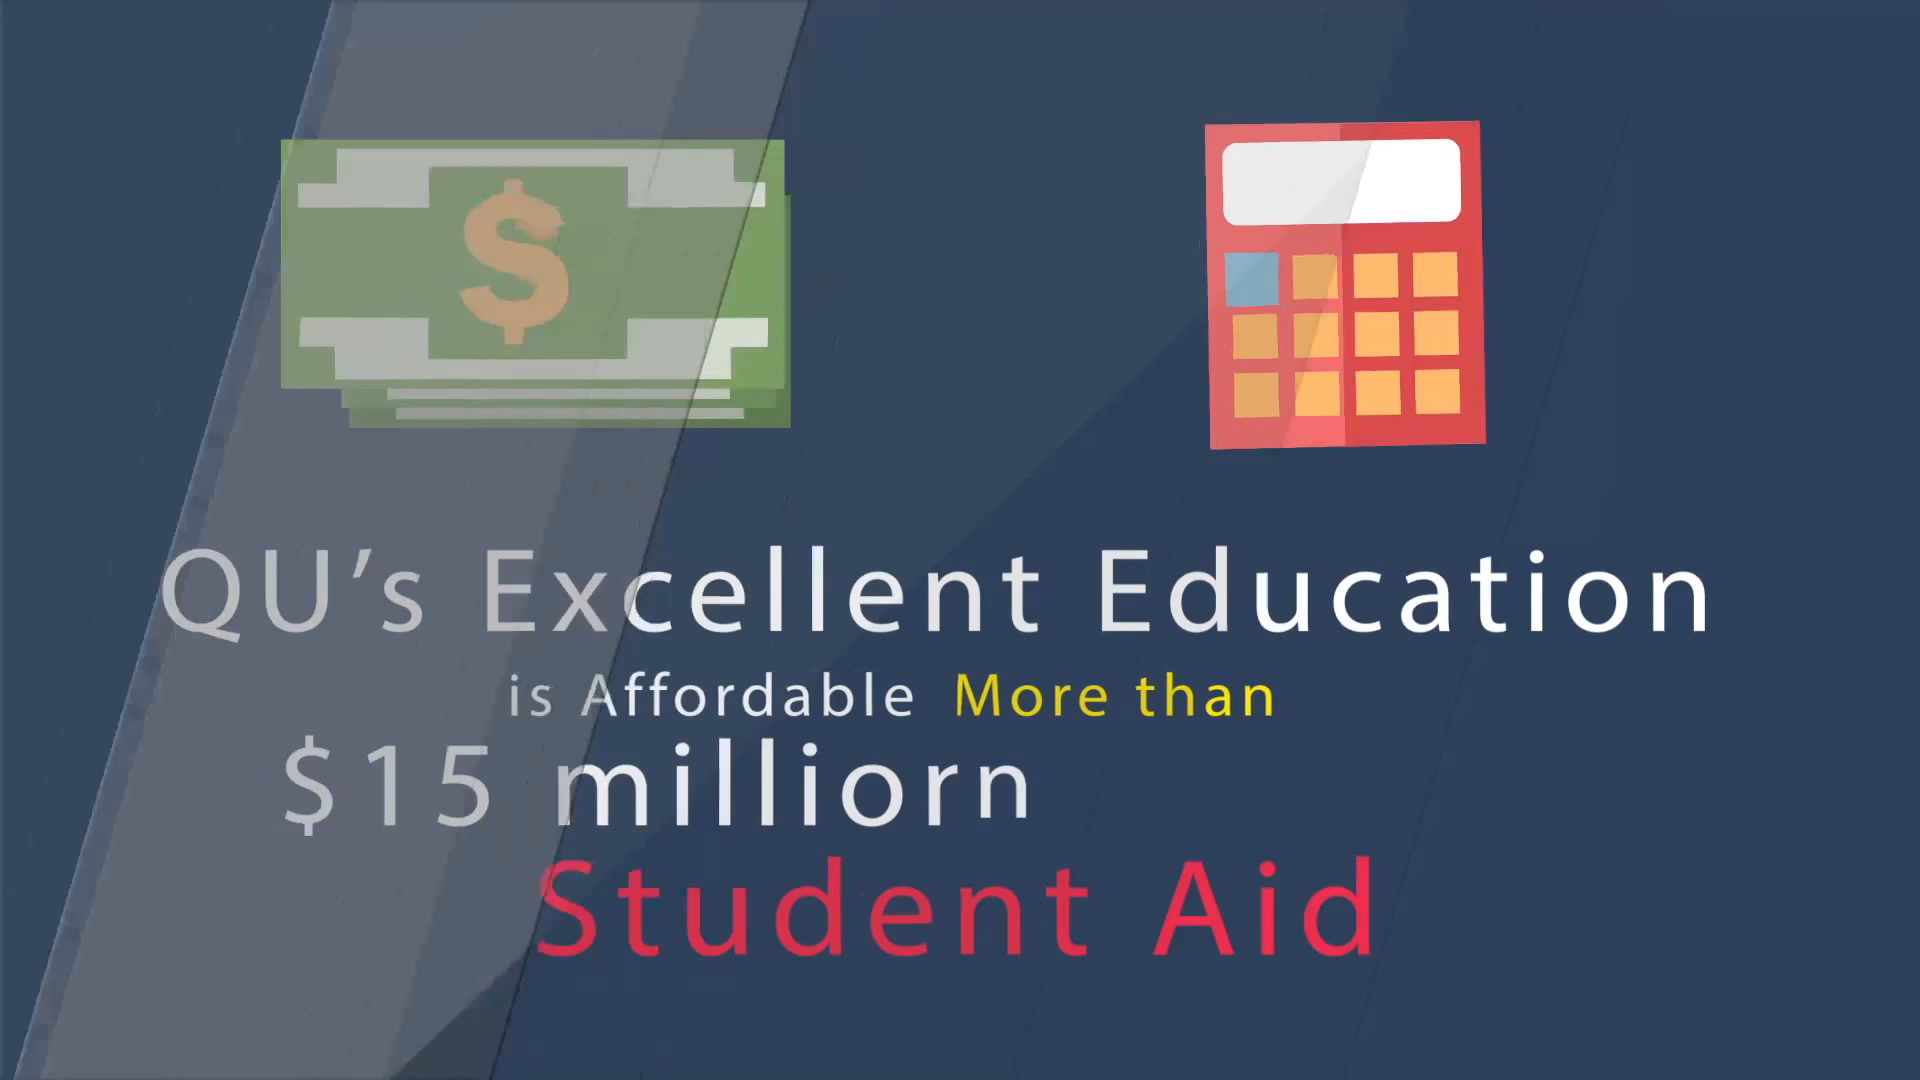 $
QU's Excellent Education
is Affordable More than
$15 milliorn
Student Aid